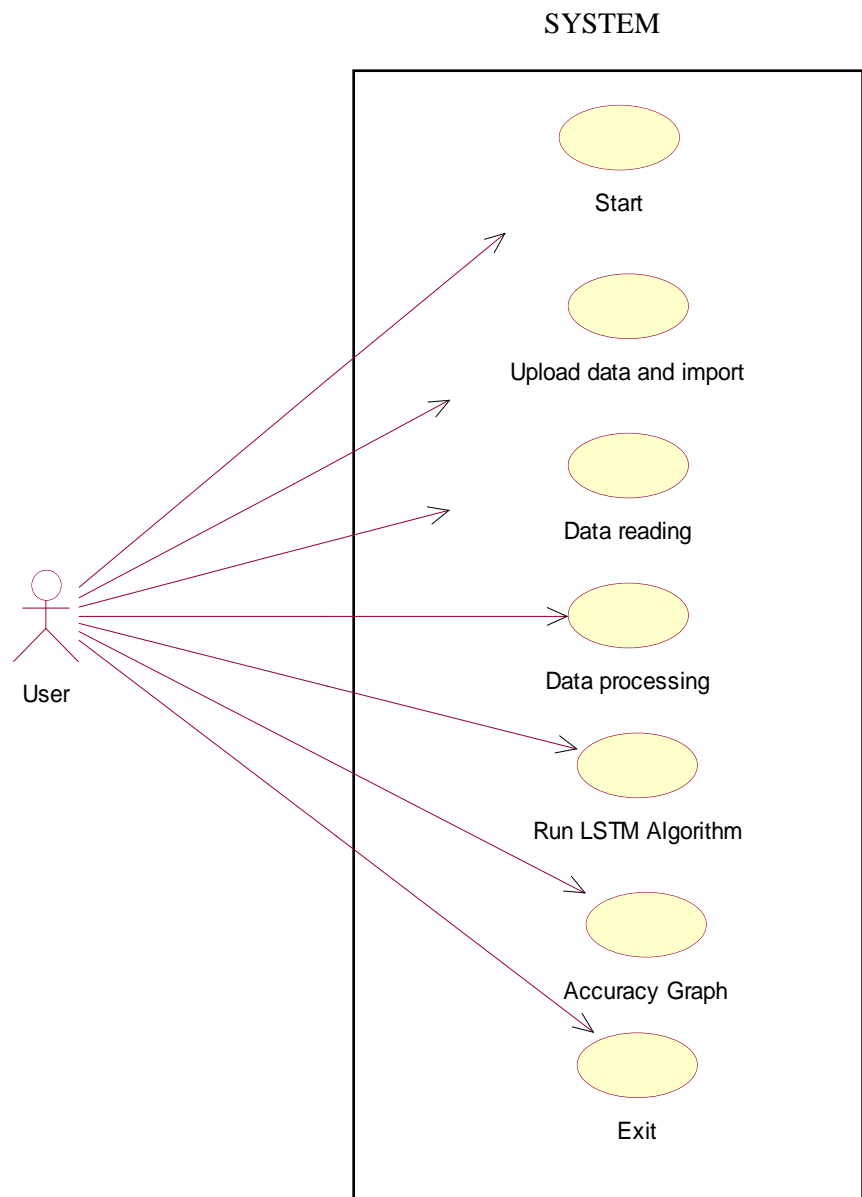 SYSTEM
Start
Upload data and import
Data reading
User
Data processing
Run LSTM Algorithm
Accuracy Graph
Exit